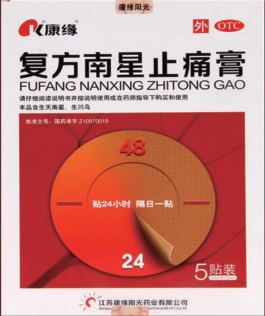 康缘阳光
康缘
外 OTC
复方南星止痛膏
FUFANG NANXING ZHITONG GAO
请仔细阅读说明书并按说明使用或在药师指导下购买和使用
本品含生天南星、生川乌
批准文号：国药准字Z10970019
48
贴24小时 隔日一贴
24
5贴装
江苏康缘阳光药业有限公司